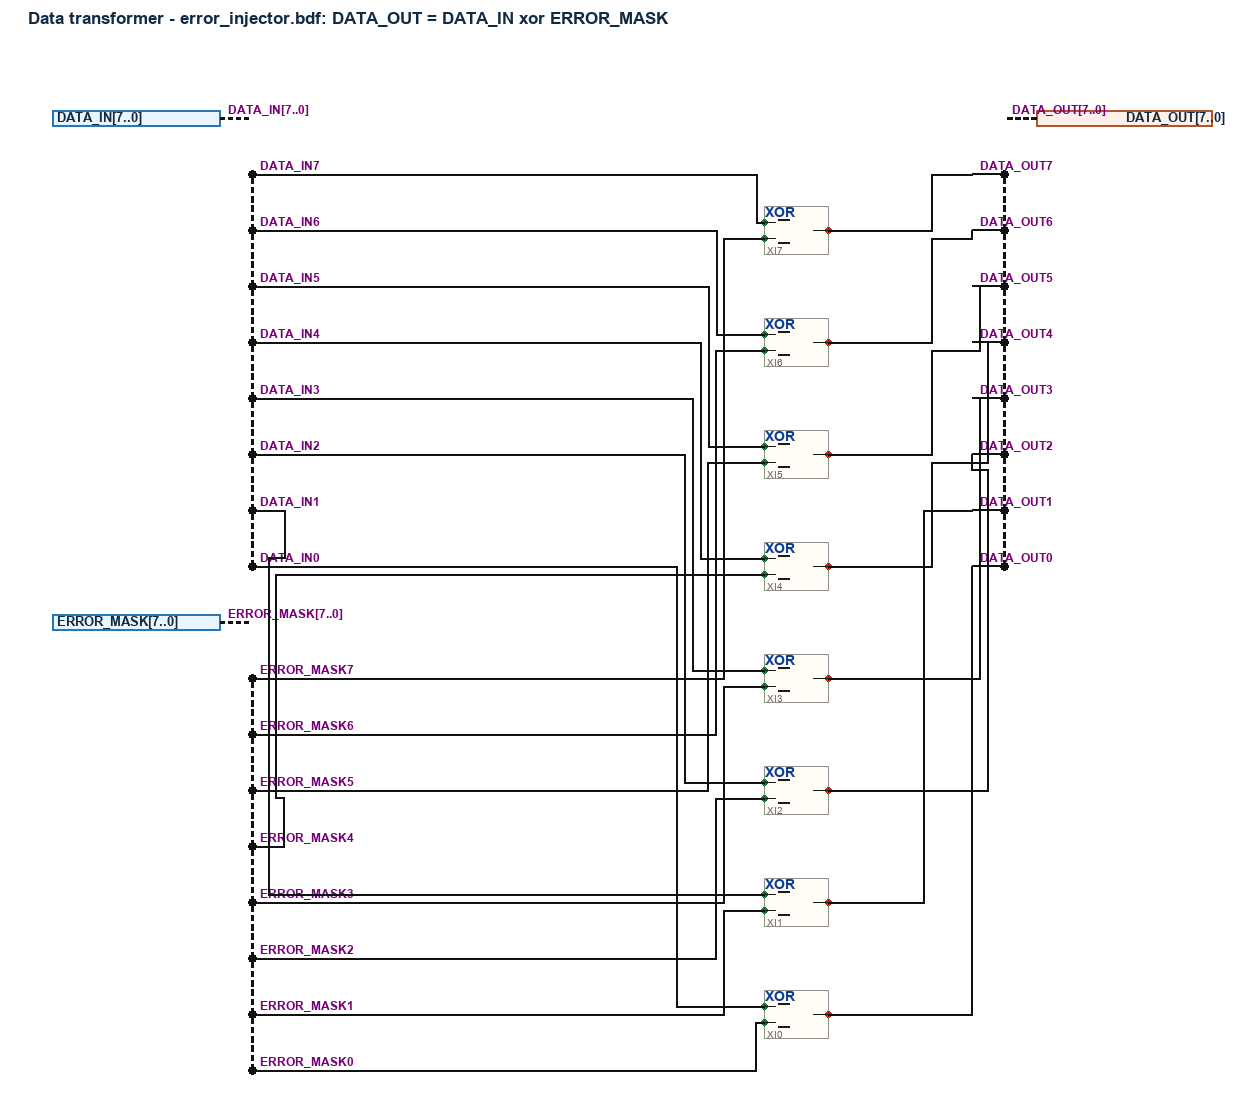 Data transformer - error_injector.bdf: DATA_OUT = DATA_IN xor ERROR_MASK
DATA_IN[7..0]
DATA_IN[7..0]
DATA_OUT[7..0]
DATA_OUT[7..0]
DATA_IN7
DATA_OUT7
XOR
XI7
DATA_IN6
DATA_OUT6
DATA_IN5
DATA_OUT5
XOR
XI6
DATA_IN4
DATA_OUT4
DATA_IN3
DATA_OUT3
XOR
XI5
DATA_IN2
DATA_OUT2
DATA_IN1
DATA_OUT1
XOR
XI4
DATA_IN0
DATA_OUT0
ERROR_MASK[7..0]
ERROR_MASK[7..0]
XOR
XI3
ERROR_MASK7
ERROR_MASK6
XOR
XI2
ERROR_MASK5
ERROR_MASK4
XOR
XI1
ERROR_MASK3
ERROR_MASK2
XOR
XI0
ERROR_MASK1
ERROR_MASK0